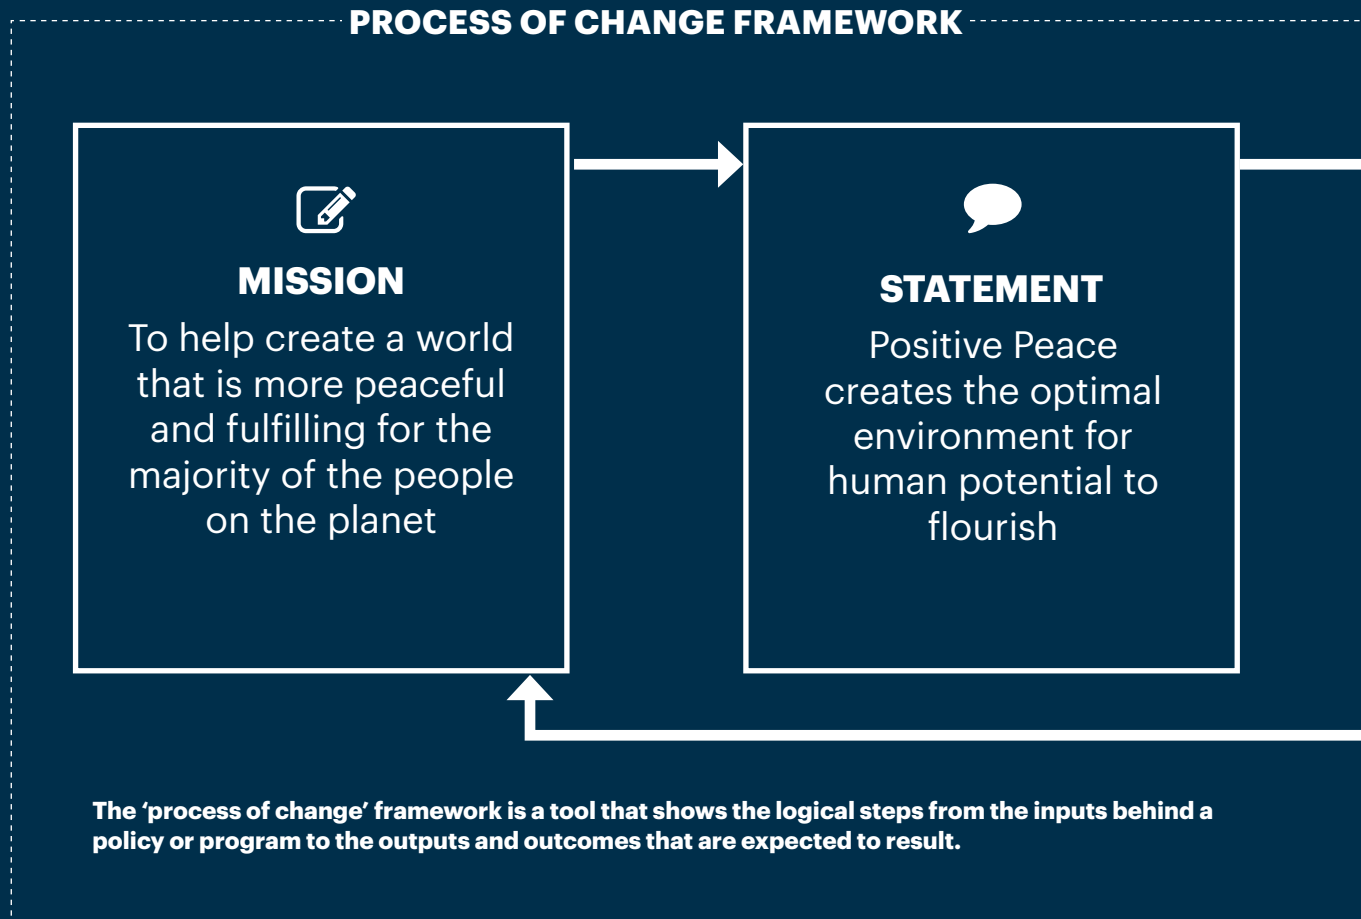 PROCESS OF CHANGE FRAMEWORK
MISSION
To help create a world
that is more peaceful
and fulfilling for the
majority of the people
on the planet
STATEMENT
Positive Peace
creates the optimal
environment for
human potential to
flourish
The ‘process of change’ framework is a tool that shows the logical steps from the inputs behind a
policy or program to the outputs and outcomes that are expected to result.